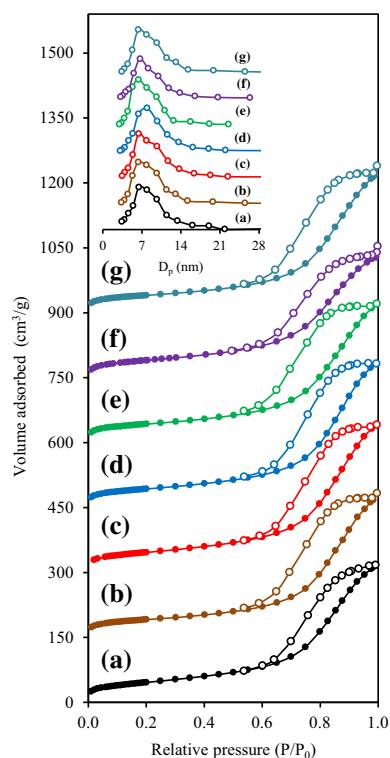 1500
1350
1200
1050
900
750
600
450
300
150
0
Volume adsorbed (cm³/g)
(g)
(f)
(e)
(d)
(c)
(b)
(a)
0 7 14 21 28
Dp (nm)
(g)
(f)
(e)
(d)
(c)
(b)
(a)
0.0 0.2 0.4 0.6 0.8 1.0
Relative pressure (P/P₀)